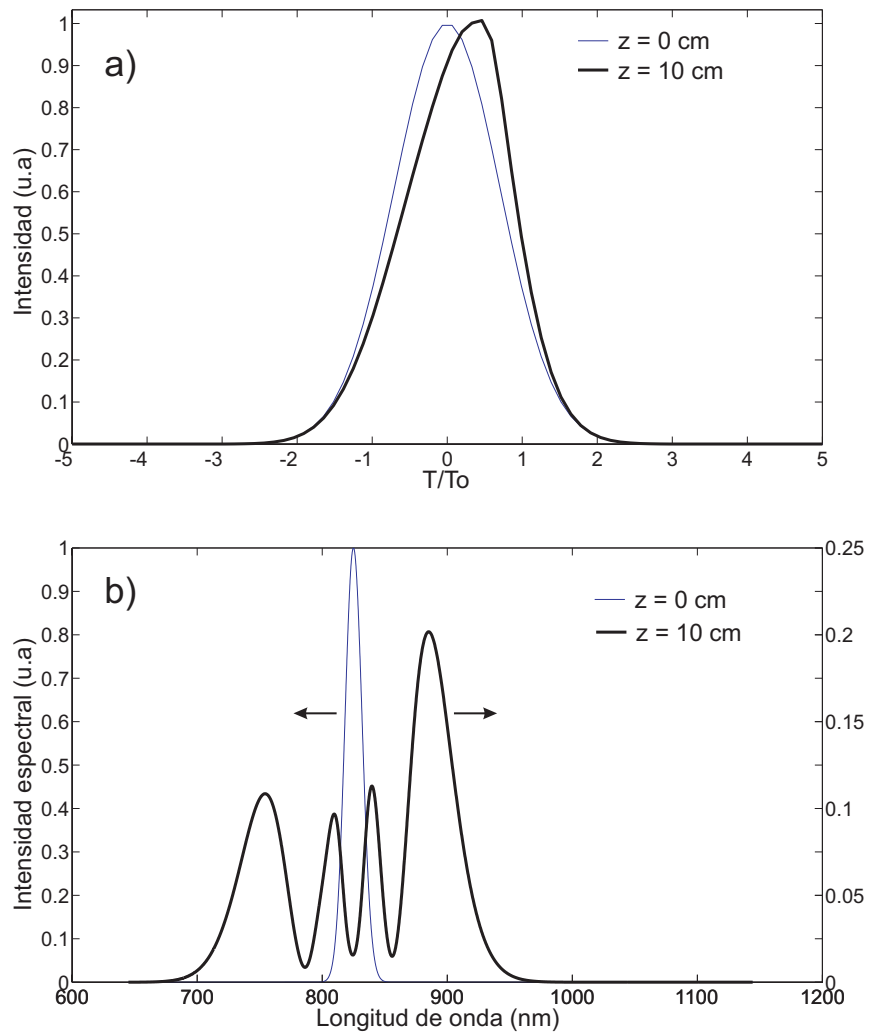 a)
z = 0 cm
z = 10 cm
Intensidad (u.a)
1
0.9
0.8
0.7
0.6
0.5
0.4
0.3
0.2
0.1
0
-5 -4 -3 -2 -1 0 1 2 3 4 5
T/To
b)
z = 0 cm
z = 10 cm
Intensidad espectral (u.a)
1
0.9
0.8
0.7
0.6
0.5
0.4
0.3
0.2
0.1
0
0.25
0.2
0.15
0.1
0.05
0
600 700 800 900 1000 1100 1200
Longitud de onda (nm)